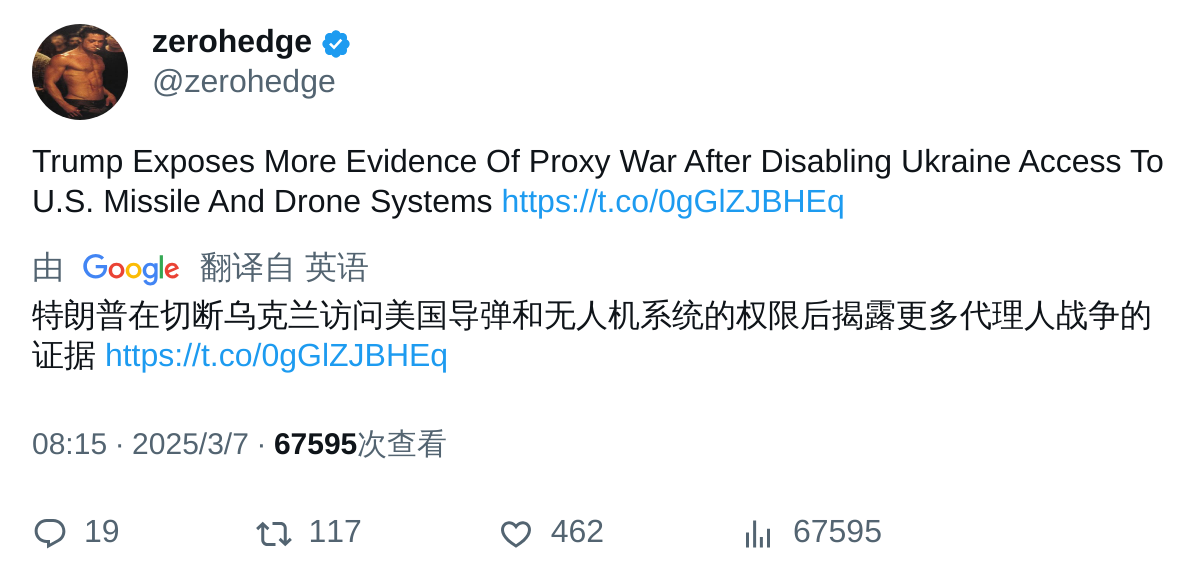 zerohedge
@zerohedge
Trump Exposes More Evidence Of Proxy War After Disabling Ukraine Access To
U.S. Missile And Drone Systems https://t.co/0gGlZJBHEq
由 Google 翻译自 英语
特朗普在切断乌克兰访问美国导弹和无人机系统的权限后揭露更多代理人战争的
证据 https://t.co/0gGlZJBHEq
08:15 · 2025/3/7 · 67595次查看
19 117 462 67595